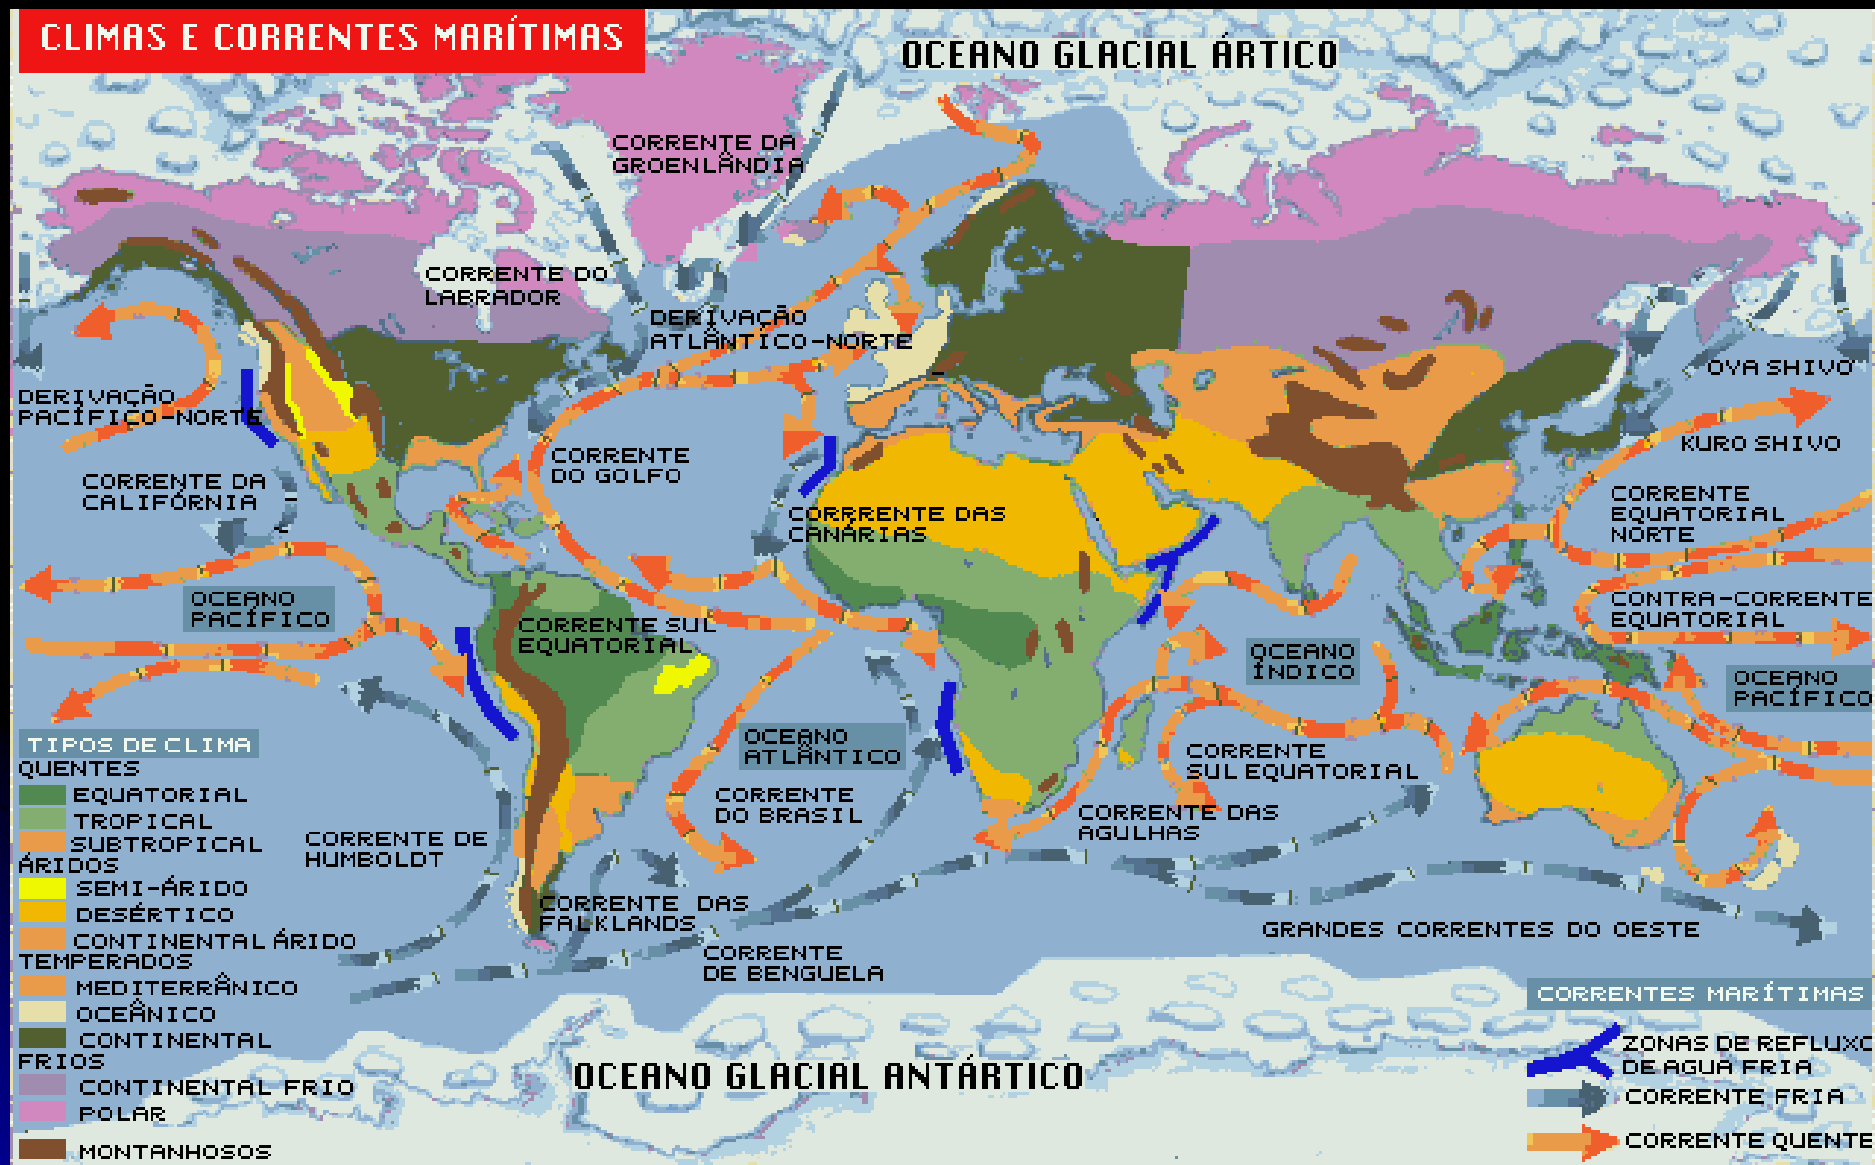 CLIMAS E CORRENTES MARÍTIMAS
OCEANO GLACIAL ÁRTICO
CORRENTE DA
GROENLÂNDIA
CORRENTE DO
LABRADOR
DERIVAÇÃO
ATLÂNTICO-NORTE
DERIVAÇÃO
PACÍFICO-NORTE
OYA SHIVO
KURO SHIVO
CORRENTE
DO GOLFO
CORRENTE DA
CALIFÓRNIA
CORRRENTE DAS
CANÁRIAS
CORRENTE
EQUATORIAL
NORTE
OCEANO
PACÍFICO
CONTRA-CORRENTE
EQUATORIAL
CORRENTE SUL
EQUATORIAL
OCEANO
ÍNDICO
OCEANO
PACÍFICO
OCEANO
ATLÂNTICO
CORRENTE
SUL EQUATORIAL
CORRENTE
DO BRASIL
CORRENTE DAS
AGULHAS
CORRENTE DE
HUMBOLDT
CORRENTE DAS
FALKLANDS
GRANDES CORRENTES DO OESTE
CORRENTE
DE BENGUELA
OCEANO GLACIAL ANTÁRTICO
TIPOS DE CLIMA
QUENTES
EQUATORIAL
TROPICAL
SUBTROPICAL
ÁRIDOS
SEMI-ÁRIDO
DESÉRTICO
CONTINENTAL ÁRIDO
TEMPERADOS
MEDITERRÂNICO
OCEÂNICO
CONTINENTAL
FRIOS
CONTINENTAL FRIO
POLAR
MONTANHOSOS
CORRENTES MARÍTIMAS
ZONAS DE REFLUXO
DE AGUA FRIA
CORRENTE FRIA
CORRENTE QUENTE